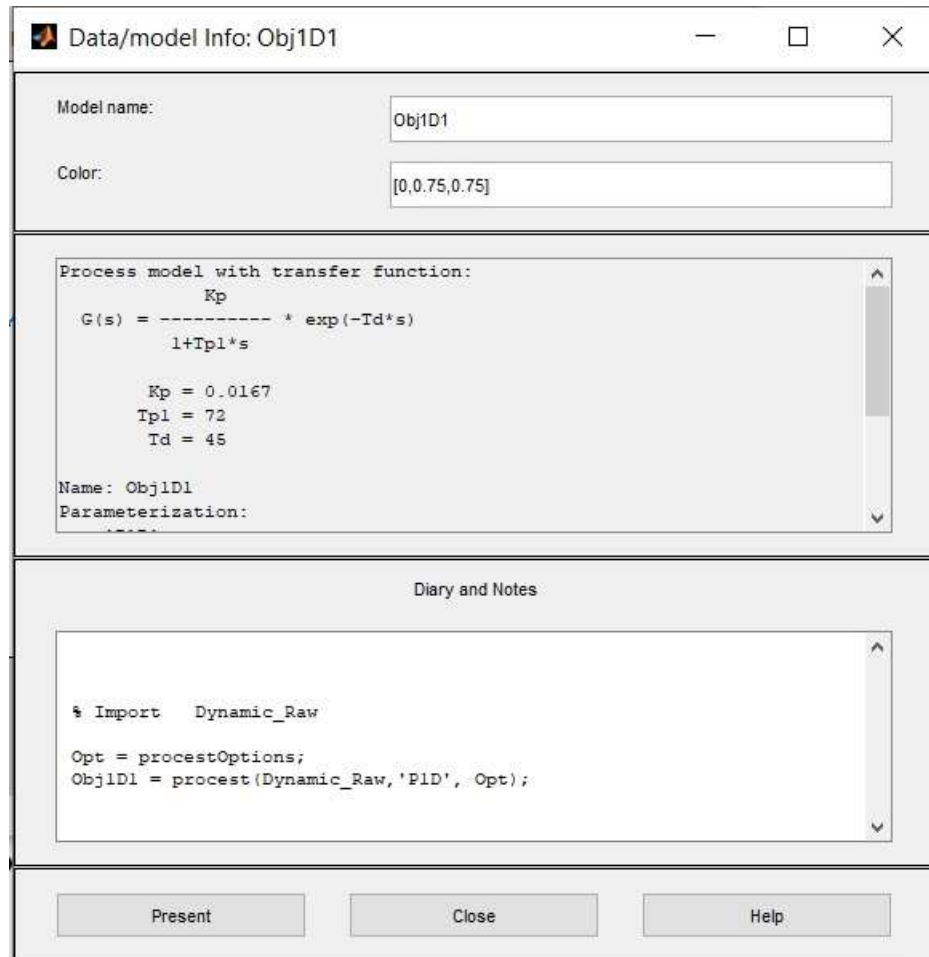 Data/model Info: Obj1D1
Model name:
Obj1D1
Color:
[0,0.75,0.75]
Process model with transfer function:
Kp
G(s) = ---------- * exp(-Td*s)
1+Tp1*s
Kp = 0.0167
Tp1 = 72
Td = 45
Name: Obj1D1
Parameterization:
Diary and Notes
% Import Dynamic_Raw
Opt = procestOptions;
Obj1D1 = procest(Dynamic_Raw,'P1D', Opt);
Present
Close
Help